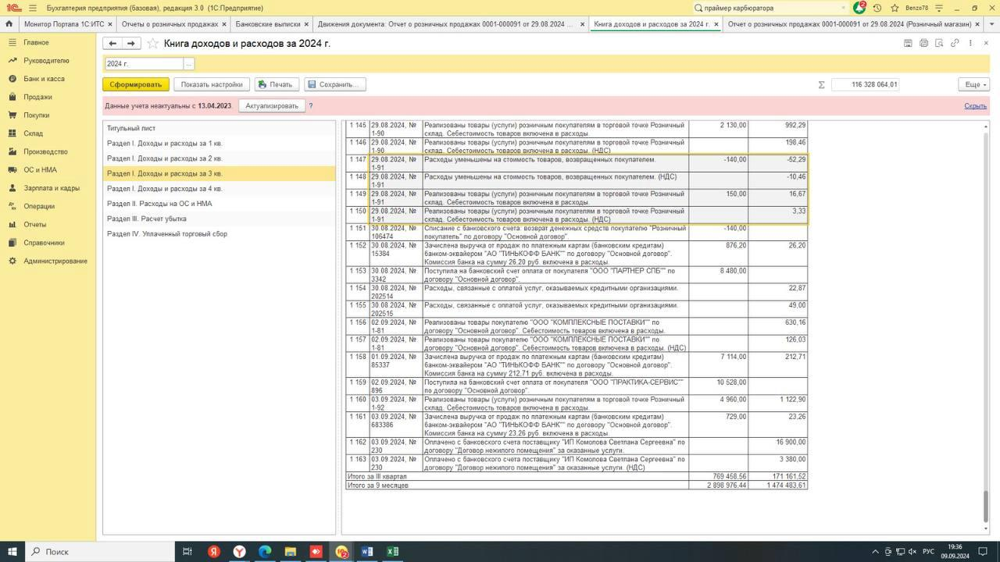 Бухгалтерия предприятия (базовая), редакция 3.0 (1С:Предприятие)
праймер карбюратора
Benzo78
Монитор Портала 1С:ИТС
Отчеты о розничных продажах
Банковские выписки
Движения документа: Отчет о розничных продажах 0001-000091 от 29.08.2024 ...
Книга доходов и расходов за 2024 г.
Отчет о розничных продажах 0001-000091 от 29.08.2024 (Розничный магазин)
Главное
Руководителю
Банк и касса
Продажи
Покупки
Склад
Производство
ОС и НМА
Зарплата и кадры
Операции
Отчеты
Справочники
Администрирование
Книга доходов и расходов за 2024 г.
2024 г.
...
Сформировать
Показать настройки
Печать
Сохранить...
Σ
116 328 064,01
Еще
Данные учета неактуальны с 13.04.2023.
Актуализировать
?
Скрыть
Титульный лист
Раздел I. Доходы и расходы за 1 кв.
Раздел I. Доходы и расходы за 2 кв.
Раздел I. Доходы и расходы за 3 кв.
Раздел I. Доходы и расходы за 4 кв.
Раздел II. Расходы на ОС и НМА
Раздел III. Расчет убытка
Раздел IV. Уплаченный торговый сбор
1 145 29.08.2024, № Реализованы товары (услуги) розничным покупателям в торговой точке Розничный 2 130,00 992,29
1-90 склад. Себестоимость товаров включена в расходы.
1 146 29.08.2024, № Реализованы товары (услуги) розничным покупателям в торговой точке Розничный 198,46
1-90 склад. Себестоимость товаров включена в расходы. (НДС)
1 147 29.08.2024, № Расходы уменьшены на стоимость товаров, возвращенных покупателем. -140,00 -52,29
1-91
1 148 29.08.2024, № Расходы уменьшены на стоимость товаров, возвращенных покупателем. (НДС) -10,46
1-91
1 149 29.08.2024, № Реализованы товары (услуги) розничным покупателям в торговой точке Розничный 150,00 16,67
1-91 склад. Себестоимость товаров включена в расходы.
1 150 29.08.2024, № Реализованы товары (услуги) розничным покупателям в торговой точке Розничный 3,33
1-91 склад. Себестоимость товаров включена в расходы. (НДС)
1 151 30.08.2024, № Списание с банковского счета: возврат денежных средств покупателю "Розничный -140,00
106474 покупатель" по договору "Основной договор".
1 152 30.08.2024, № Зачислена выручка от продаж по платежным картам (банковским кредитам) 876,20 26,20
15384 банком-эквайером "АО "ТИНЬКОФФ БАНК"" по договору "Основной договор".
Комиссия банка на сумму 26,20 руб. включена в расходы.
1 153 30.08.2024, № Поступила на банковский счет оплата от покупателя "ООО "ПАРТНЕР СПБ"" по 8 480,00
3342 договору "Основной договор".
1 154 30.08.2024, № Расходы, связанные с оплатой услуг, оказываемых кредитными организациями. 22,87
202514
1 155 30.08.2024, № Расходы, связанные с оплатой услуг, оказываемых кредитными организациями. 49,00
202515
1 156 02.09.2024, № Реализованы товары покупателю "ООО "КОМПЛЕКСНЫЕ ПОСТАВКИ"" по 630,16
1-81 договору "Основной договор". Себестоимость товаров включена в расходы.
1 157 02.09.2024, № Реализованы товары покупателю "ООО "КОМПЛЕКСНЫЕ ПОСТАВКИ"" по 126,03
1-81 договору "Основной договор". Себестоимость товаров включена в расходы. (НДС)
1 158 01.09.2024, № Зачислена выручка от продаж по платежным картам (банковским кредитам) 7 114,00 212,71
85337 банком-эквайером "АО "ТИНЬКОФФ БАНК"" по договору "Основной договор".
Комиссия банка на сумму 212,71 руб. включена в расходы.
1 159 02.09.2024, № Поступила на банковский счет оплата от покупателя "ООО "ПРАКТИКА-СЕРВИС"" 10 528,00
896 по договору "Основной договор".
1 160 03.09.2024, № Реализованы товары (услуги) розничным покупателям в торговой точке Розничный 4 960,00 1 122,90
1-92 склад. Себестоимость товаров включена в расходы.
1 161 03.09.2024, № Зачислена выручка от продаж по платежным картам (банковским кредитам) 729,00 23,26
683386 банком-эквайером "АО "ТИНЬКОФФ БАНК"" по договору "Основной договор".
Комиссия банка на сумму 23,26 руб. включена в расходы.
1 162 03.09.2024, № Оплачено с банковского счета поставщику "ИП Комолова Светлана Сергеевна" по 16 900,00
230 договору "Договор нежилого помещения" за оказанные услуги.
1 163 03.09.2024, № Оплачено с банковского счета поставщику "ИП Комолова Светлана Сергеевна" по 3 380,00
230 договору "Договор нежилого помещения" за оказанные услуги. (НДС)
Итого за III квартал 769 458,56 171 161,52
Итого за 9 месяцев 2 898 976,44 1 474 483,61
Поиск
РУС
19:36
09.09.2024